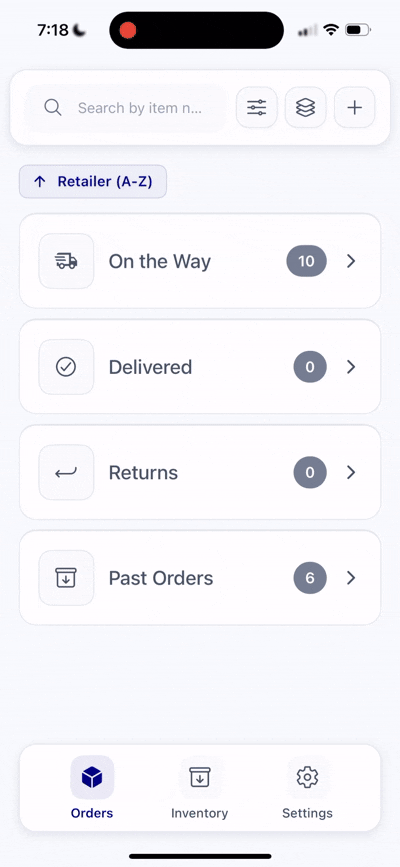 7:18
Search by item n...
Retailer (A-Z)
On the Way
10
Delivered
0
Returns
0
Past Orders
6
Orders
Inventory
Settings